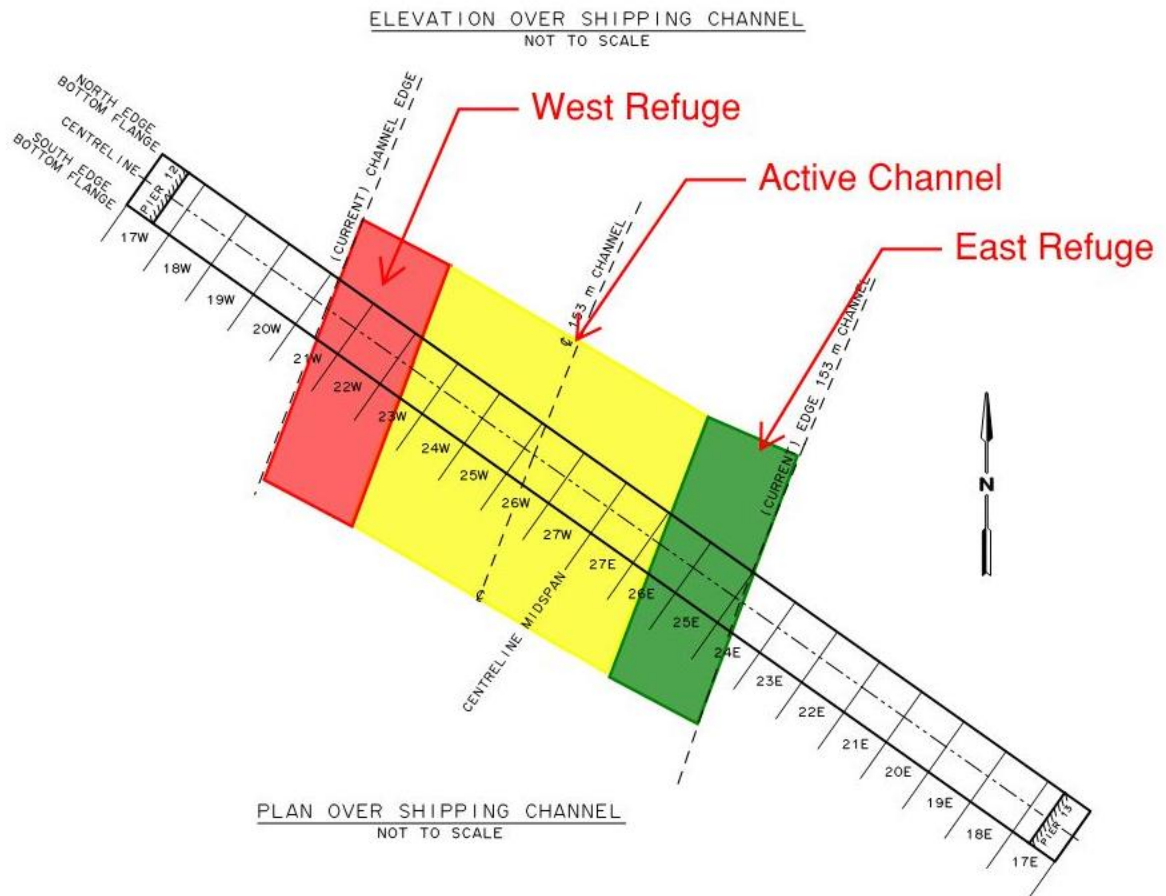 ELEVATION OVER SHIPPING CHANNEL
NOT TO SCALE
NORTH EDGE
BOTTOM FLANGE
CENTRELINE
SOUTH EDGE
BOTTOM FLANGE
PIER 12
(CURRENT) CHANNEL EDGE
West Refuge
Active Channel
East Refuge
℄ 153 m CHANNEL
(CURRENT) EDGE 153 m CHANNEL
17W
18W
19W
20W
21W
22W
23W
24W
25W
26W
27W
27E
26E
25E
24E
23E
22E
21E
20E
19E
18E
17E
℄
CENTRELINE MIDSPAN
N
PIER 13
PLAN OVER SHIPPING CHANNEL
NOT TO SCALE